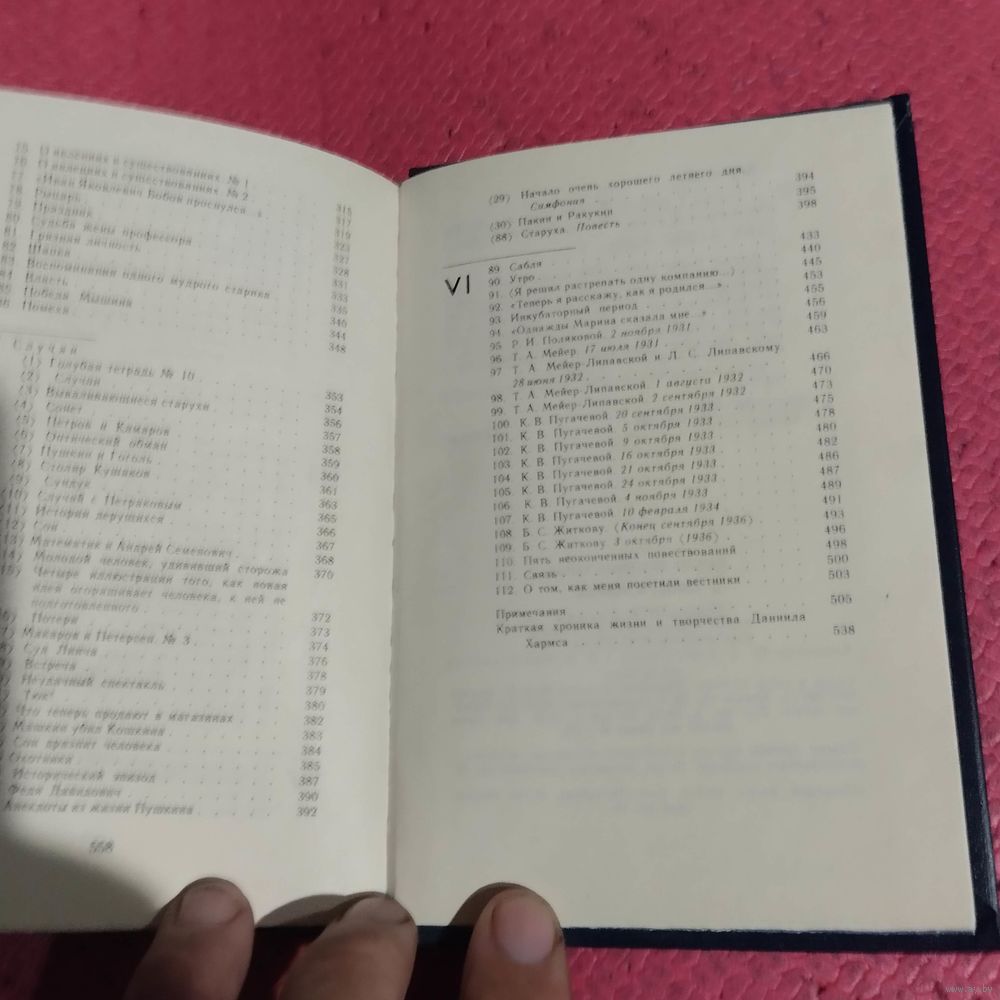 75 О явлениях и существованиях № 1
76 О явлениях и существованиях № 2 315
77 «Иван Яковлевич Бобов проснулся...» 317
78 Рыцарь 319
79 Праздник 323
80 Судьба жены профессора 327
81 Грязная личность 328
82 Шапка 331
83 Воспоминания одного мудрого старика 333
84 Власть 335
85 Победа Мышина 340
86 Помеха 344
348
Случаи
(1) Голубая тетрадь № 10 353
(2) Случаи 354
(3) Вываливающиеся старухи 356
(4) Сонет 357
(5) Петров и Камаров 358
(6) Оптический обман 359
(7) Пушкин и Гоголь 360
(8) Столяр Кушаков 361
(9) Сундук 363
(10) Случай с Петраковым 365
(11) История дерущихся 366
(12) Сон 367
13) Математик и Андрей Семенович 368
14) Молодой человек, удививший сторожа 370
15) Четыре иллюстрации того, как новая
идея огорашивает человека, к ней не
подготовленного 372
6) Потери 373
7) Макаров и Петерсен № 3 374
8) Суд Линча 376
9) Встреча 378
) Неудачный спектакль 379
) Тюк! 380
) Что теперь продают в магазинах 382
) Машкин убил Кошкина 383
) Сон дразнит человека 384
) Охотники 385
) Исторический эпизод 387
Федя Давидович 390
Анекдоты из жизни Пушкина 392
558
(29) Начало очень хорошего летнего дня.
Симфония 394
(30) Пакин и Ракукин 395
(88) Старуха. Повесть 398
VI
89. Сабля 433
90. Утро 440
91. (Я решил растрепать одну компанию...) 445
92. «Теперь я расскажу, как я родился...» 453
93 Инкубаторный период 455
94. «Однажды Марина сказала мне...» 456
95 Р. И. Поляковой. 2 ноября 1931 459
96 Т. А. Мейер. 17 июля 1931 463
97 Т. А. Мейер-Липавской и Л. С. Липавскому
28 июня 1932 466
98. Т. А. Мейер-Липавской. 1 августа 1932 470
99. Т. А. Мейер-Липавской. 2 сентября 1932 473
100. К. В. Пугачевой. 20 сентября 1933 475
101. К. В. Пугачевой. 5 октября 1933 478
102. К. В. Пугачевой. 9 октября 1933 480
103. К. В. Пугачевой. 16 октября 1933 482
104. К. В. Пугачевой. 21 октября 1933 486
105. К. В. Пугачевой. 24 октября 1933 487
106 К. В. Пугачевой. 4 ноября 1933 489
107. К. В. Пугачевой. 10 февраля 1934 491
108. Б. С. Житкову. (Конец сентября 1936) 493
109. Б. С. Житкову. 3 октября (1936) 496
110. Пять неоконченных повествований 498
111. Связь 500
112 О том, как меня посетили вестники 503
Примечания 505
Краткая хроника жизни и творчества Даниила
Хармса 538
www.ay.by